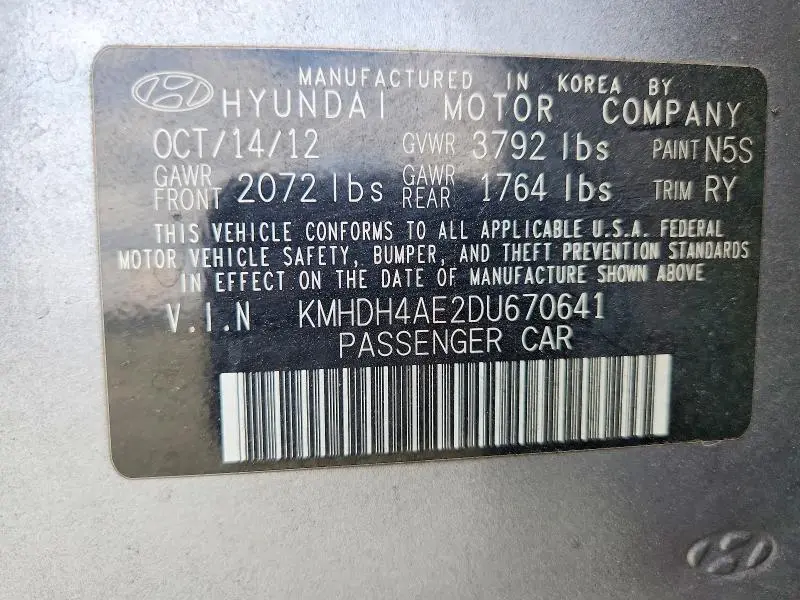 MANUFACTURED IN KOREA BY
HYUNDAI MOTOR COMPANY
OCT/14/12 GVWR 3792 lbs PAINT N5S
GAWR FRONT 2072 lbs GAWR REAR 1764 lbs TRIM RY
THIS VEHICLE CONFORMS TO ALL APPLICABLE U.S.A. FEDERAL
MOTOR VEHICLE SAFETY, BUMPER, AND THEFT PREVENTION STANDARDS
IN EFFECT ON THE DATE OF MANUFACTURE SHOWN ABOVE
V.I.N KMHDH4AE2DU670641
PASSENGER CAR